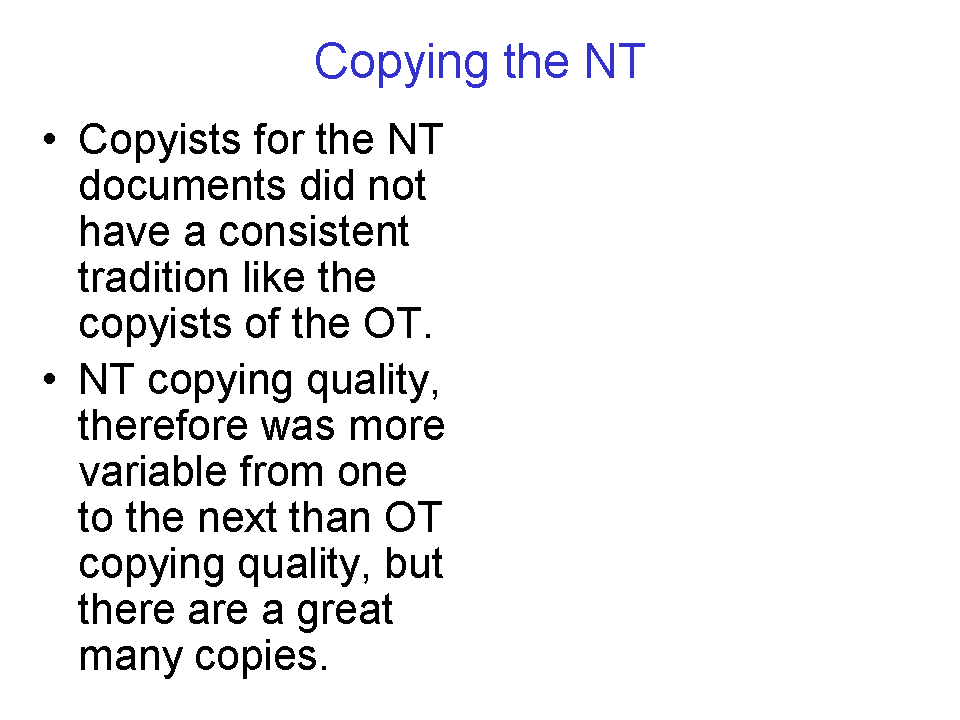 Copying the NT
• Copyists for the NT
documents did not
have a consistent
tradition like the
copyists of the OT.
• NT copying quality,
therefore was more
variable from one
to the next than OT
copying quality, but
there are a great
many copies.